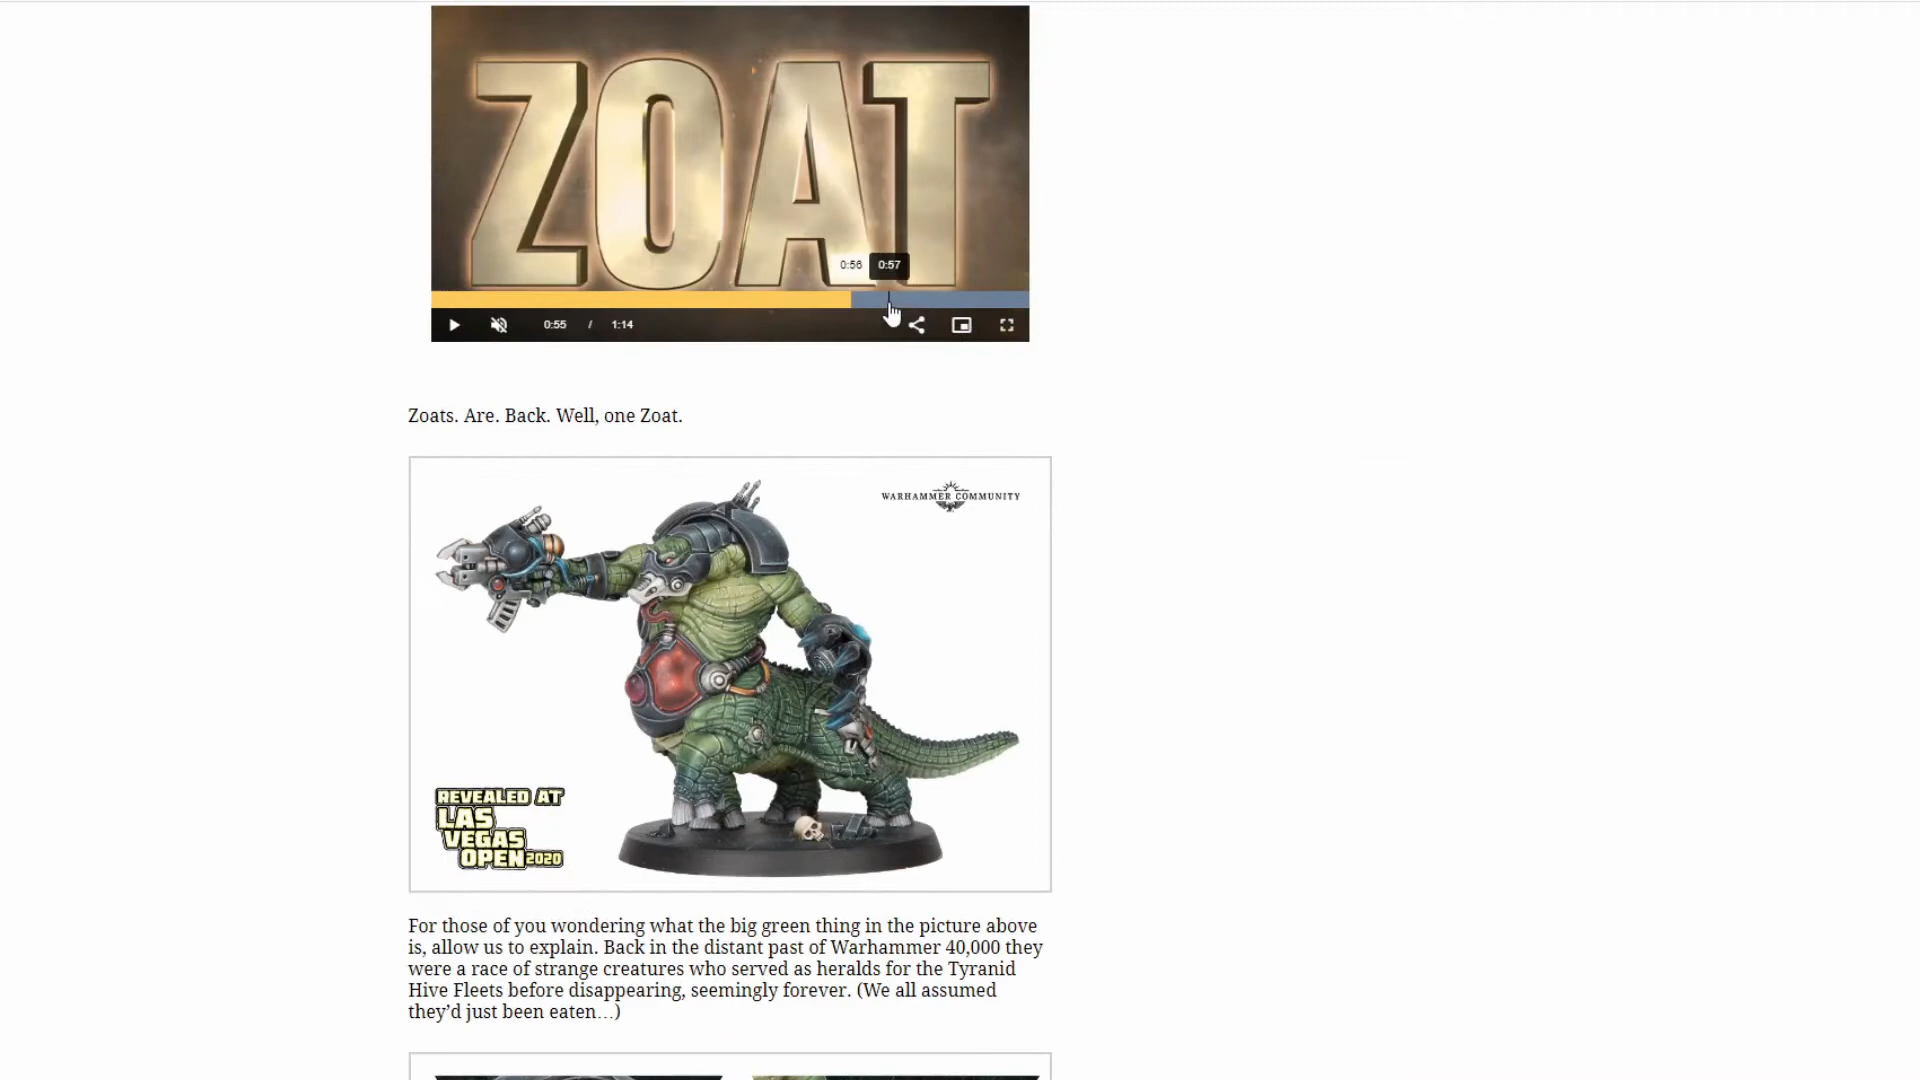 ZOAT
0:56 0:57
0:55 / 1:14
Zoats. Are. Back. Well, one Zoat.
WARHAMMER COMMUNITY
REVEALED AT
LAS
VEGAS
OPEN 2020
For those of you wondering what the big green thing in the picture above
is, allow us to explain. Back in the distant past of Warhammer 40,000 they
were a race of strange creatures who served as heralds for the Tyranid
Hive Fleets before disappearing, seemingly forever. (We all assumed
they’d just been eaten…)